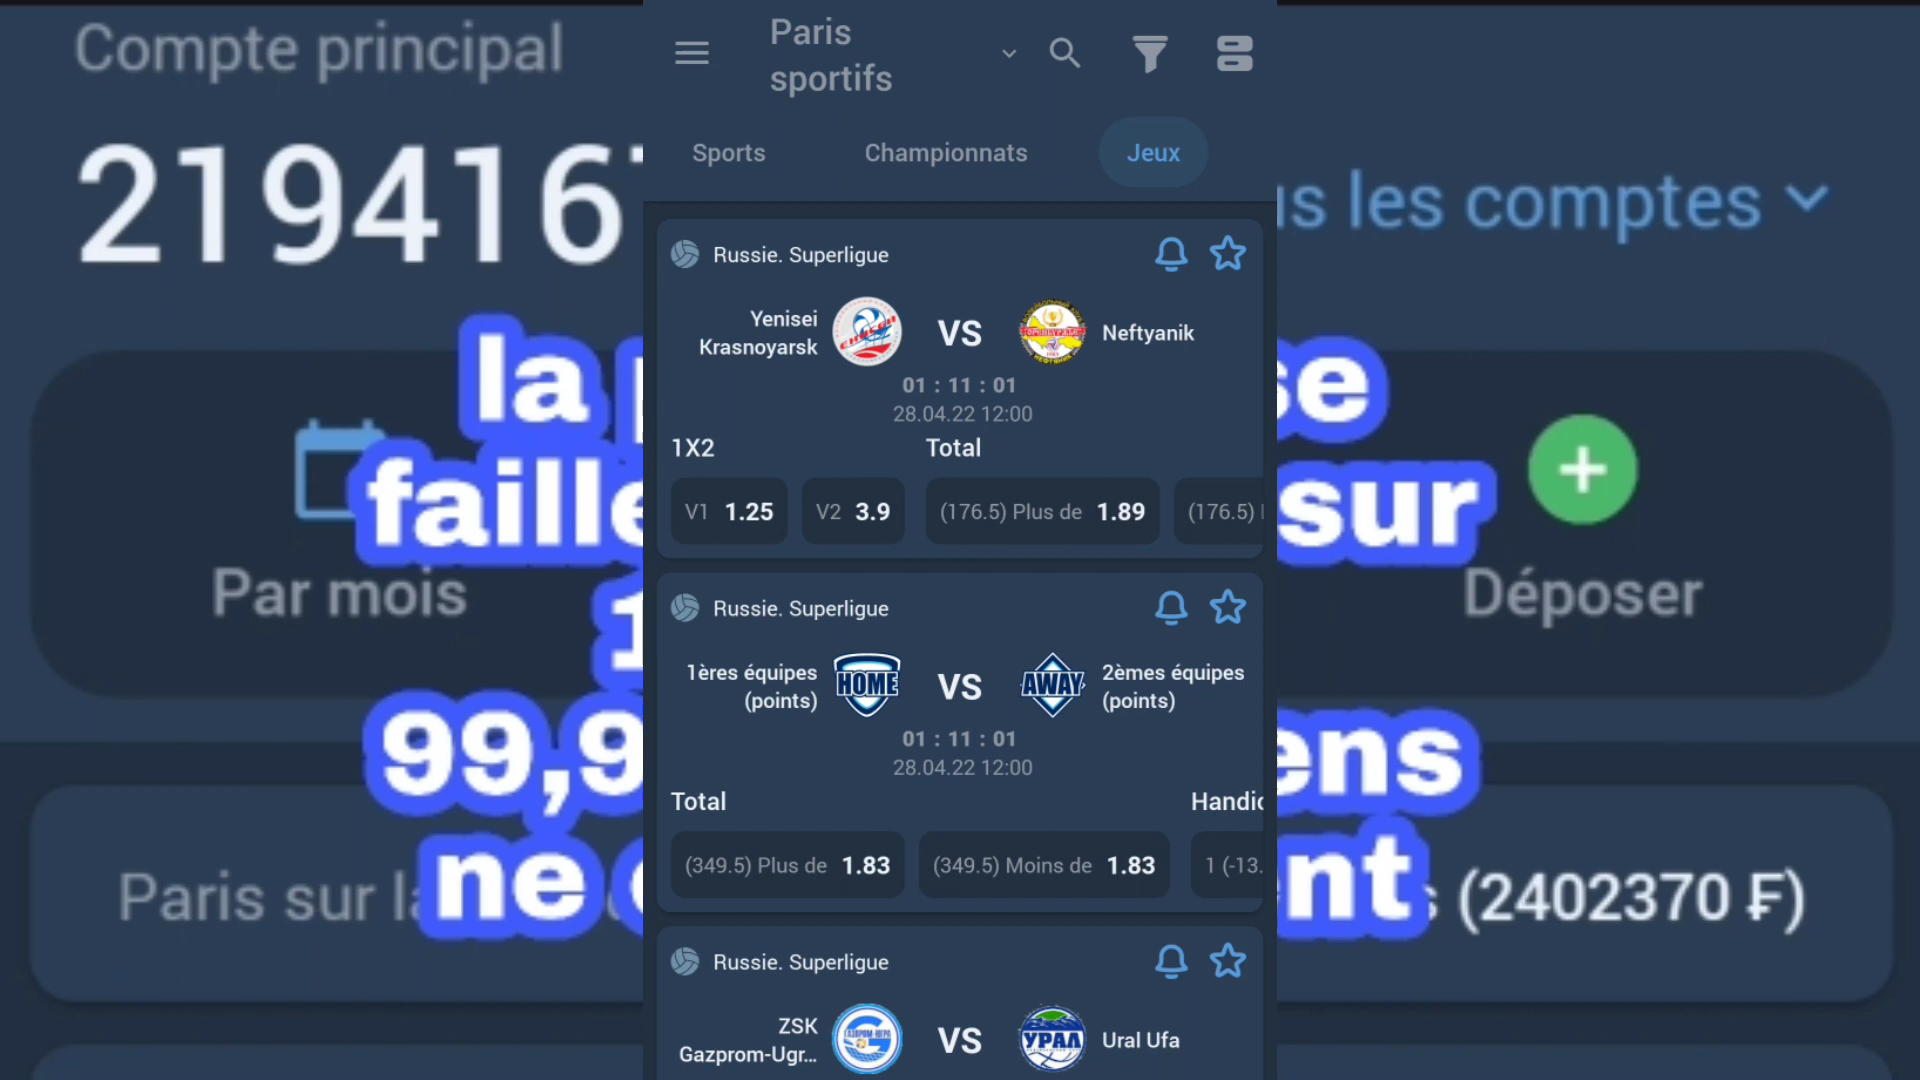 Compte principal
219416
s les comptes
la
se
faille
sur
1
99,9
ens
ne
nt
Par mois
Déposer
Paris sur la
(2402370 ₣)
Paris
sportifs
Sports
Championnats
Jeux
Russie. Superligue
Yenisei
Krasnoyarsk
VS
Neftyanik
01 : 11 : 01
28.04.22 12:00
1X2
Total
V1 1.25
V2 3.9
(176.5) Plus de 1.89
(176.5)
Russie. Superligue
1ères équipes
(points)
HOME
VS
AWAY
2èmes équipes
(points)
01 : 11 : 01
28.04.22 12:00
Total
Handic
(349.5) Plus de 1.83
(349.5) Moins de 1.83
1 (-13.
Russie. Superligue
ZSK
Gazprom-Ugr...
VS
УРАЛ
Ural Ufa